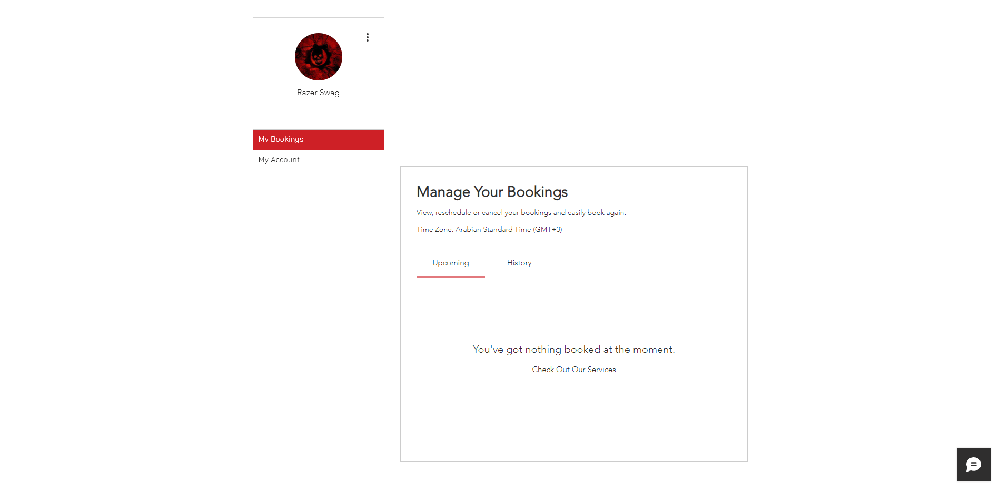 Razer Swag
My Bookings
My Account
Manage Your Bookings
View, reschedule or cancel your bookings and easily book again.
Time Zone: Arabian Standard Time (GMT+3)
Upcoming
History
You've got nothing booked at the moment.
Check Out Our Services